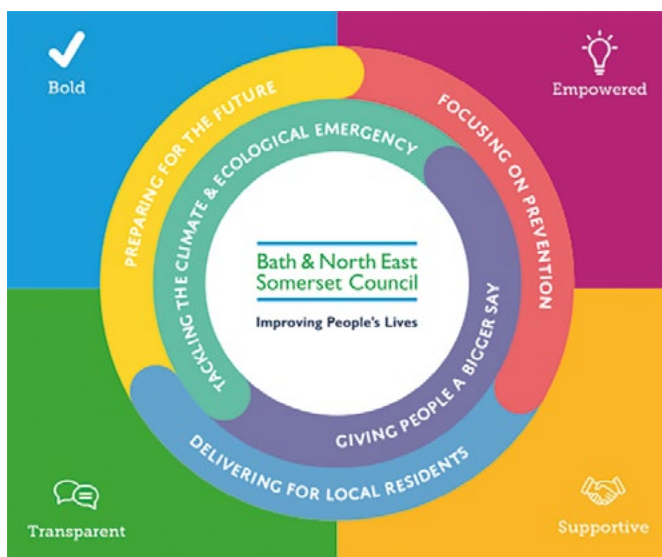 Bold
Empowered
PREPARING FOR THE FUTURE
FOCUSING ON PREVENTION
TACKLING THE CLIMATE & ECOLOGICAL EMERGENCY
Bath & North East
Somerset Council
Improving People's Lives
GIVING PEOPLE A BIGGER SAY
DELIVERING FOR LOCAL RESIDENTS
Transparent
Supportive